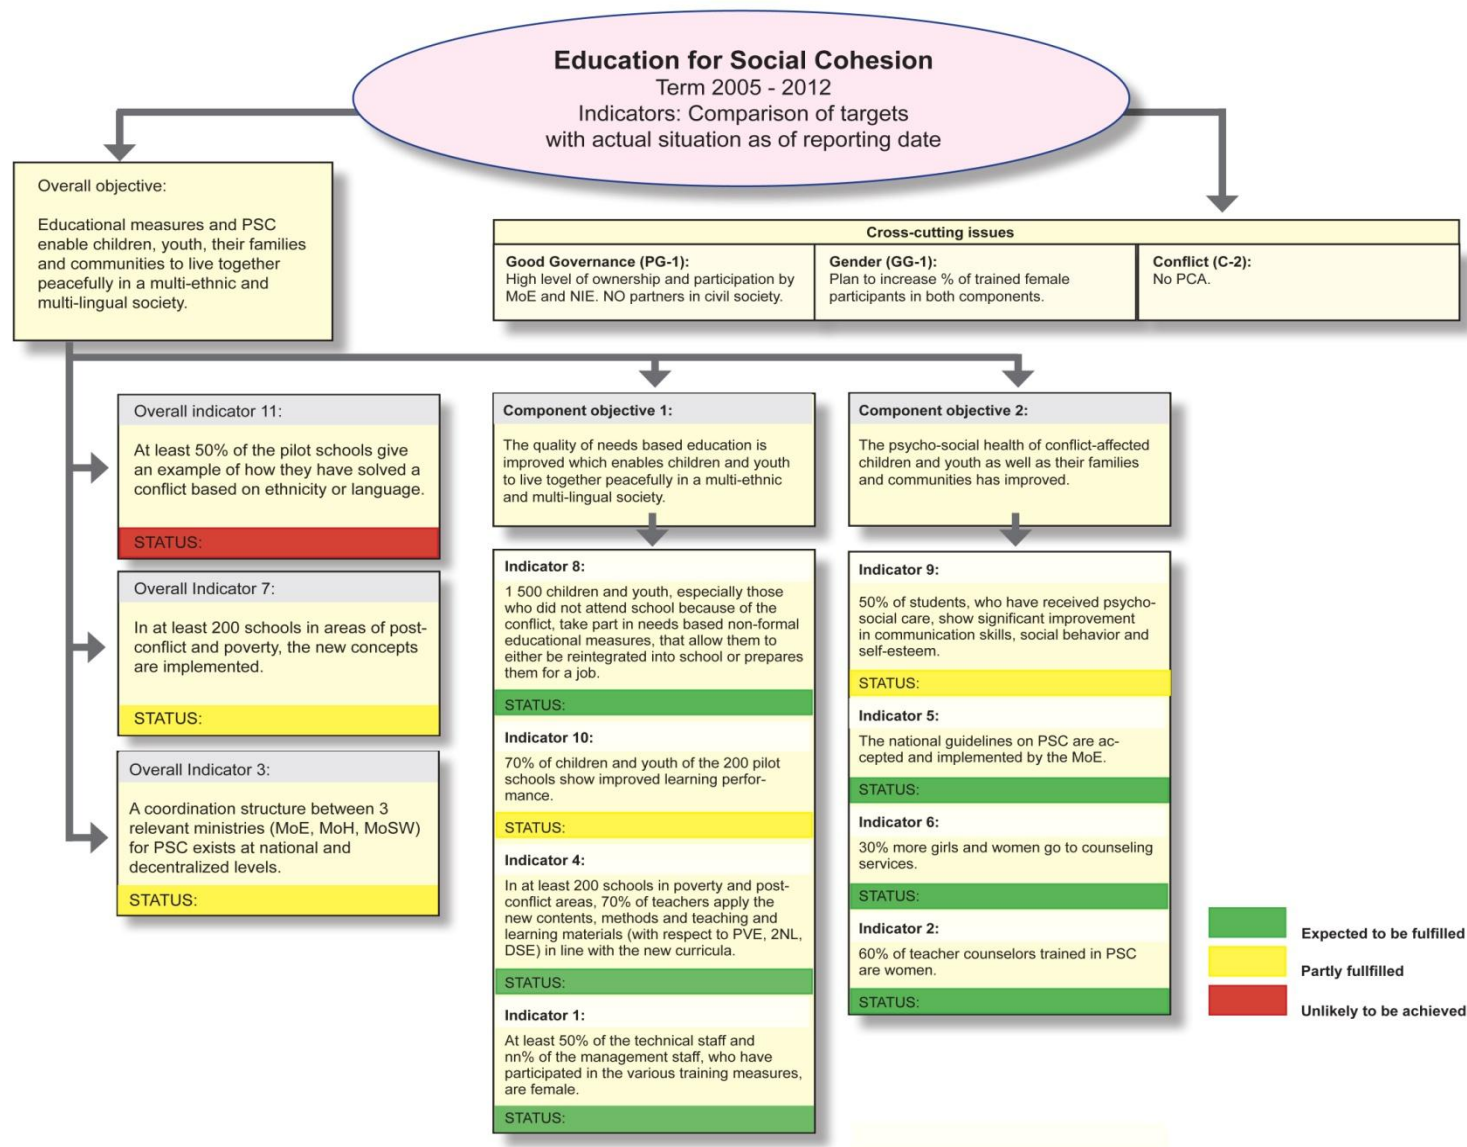 Education for Social Cohesion
Term 2005 - 2012
Indicators: Comparison of targets
with actual situation as of reporting date
Overall objective:
Educational measures and PSC
enable children, youth, their families
and communities to live together
peacefully in a multi-ethnic and
multi-lingual society.
Cross-cutting issues
Good Governance (PG-1):
High level of ownership and participation by
MoE and NIE. NO partners in civil society.
Gender (GG-1):
Plan to increase % of trained female
participants in both components.
Conflict (C-2):
No PCA.
Overall indicator 11:
At least 50% of the pilot schools give
an example of how they have solved a
conflict based on ethnicity or language.
STATUS:
Overall Indicator 7:
In at least 200 schools in areas of post-
conflict and poverty, the new concepts
are implemented.
STATUS:
Overall Indicator 3:
A coordination structure between 3
relevant ministries (MoE, MoH, MoSW)
for PSC exists at national and
decentralized levels.
STATUS:
Component objective 1:
The quality of needs based education is
improved which enables children and youth
to live together peacefully in a multi-ethnic
and multi-lingual society.
Indicator 8:
1 500 children and youth, especially those
who did not attend school because of the
conflict, take part in needs based non-formal
educational measures, that allow them to
either be reintegrated into school or prepares
them for a job.
STATUS:
Indicator 10:
70% of children and youth of the 200 pilot
schools show improved learning perfor-
mance.
STATUS:
Indicator 4:
In at least 200 schools in poverty and post-
conflict areas, 70% of teachers apply the
new contents, methods and teaching and
learning materials (with respect to PVE, 2NL,
DSE) in line with the new curricula.
STATUS:
Indicator 1:
At least 50% of the technical staff and
nn% of the management staff, who have
participated in the various training measures,
are female.
STATUS:
Component objective 2:
The psycho-social health of conflict-affected
children and youth as well as their families
and communities has improved.
Indicator 9:
50% of students, who have received psycho-
social care, show significant improvement
in communication skills, social behavior and
self-esteem.
STATUS:
Indicator 5:
The national guidelines on PSC are ac-
cepted and implemented by the MoE.
STATUS:
Indicator 6:
30% more girls and women go to counseling
services.
STATUS:
Indicator 2:
60% of teacher counselors trained in PSC
are women.
STATUS:
Expected to be fulfilled
Partly fullfilled
Unlikely to be achieved